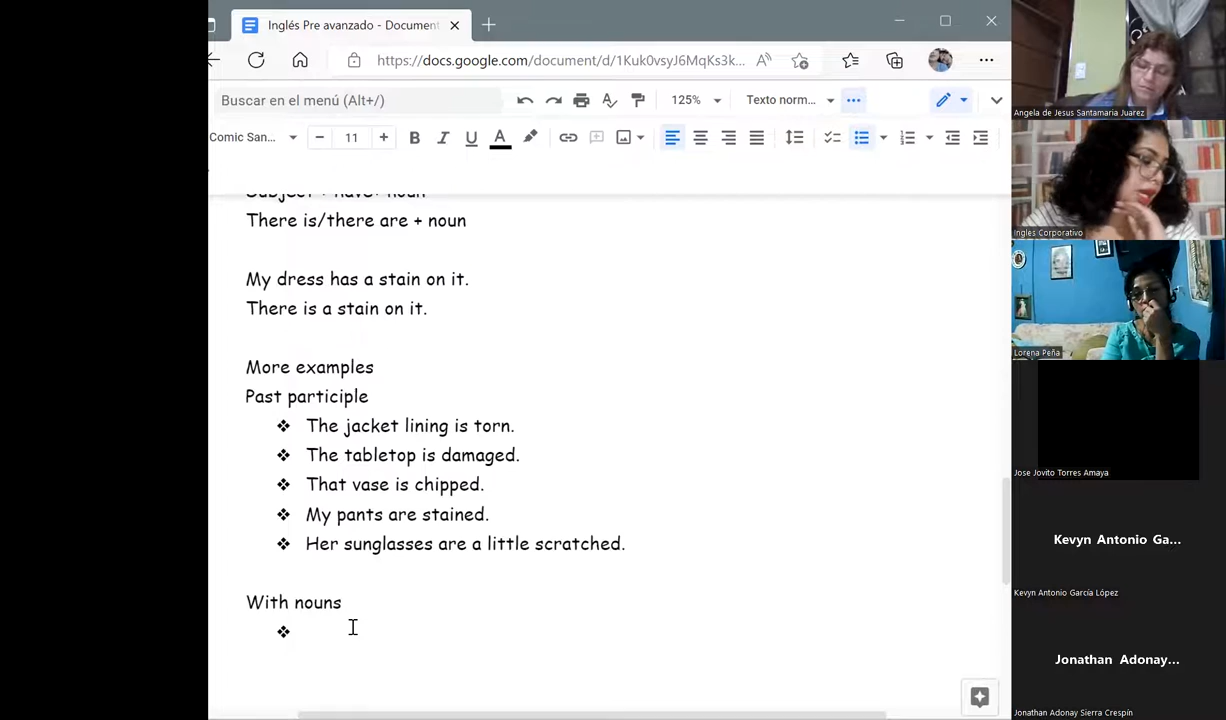 Inglés Pre avanzado - Document
https://docs.google.com/document/d/1Kuk0vsyJ6MqKs3k...
Buscar en el menú (Alt+/)
125%
Texto norm...
Comic San...
11
Subject + have+ noun
There is/there are + noun
My dress has a stain on it.
There is a stain on it.
More examples
Past participle
❖ The jacket lining is torn.
❖ The tabletop is damaged.
❖ That vase is chipped.
❖ My pants are stained.
❖ Her sunglasses are a little scratched.
With nouns
❖
Angela de Jesus Santamaria Juarez
Ingles Corporativo
Lorena Peña
Jose Jovito Torres Amaya
Kevyn Antonio Ga...
Kevyn Antonio García López
Jonathan Adonay...
Jonathan Adonay Sierra Crespín